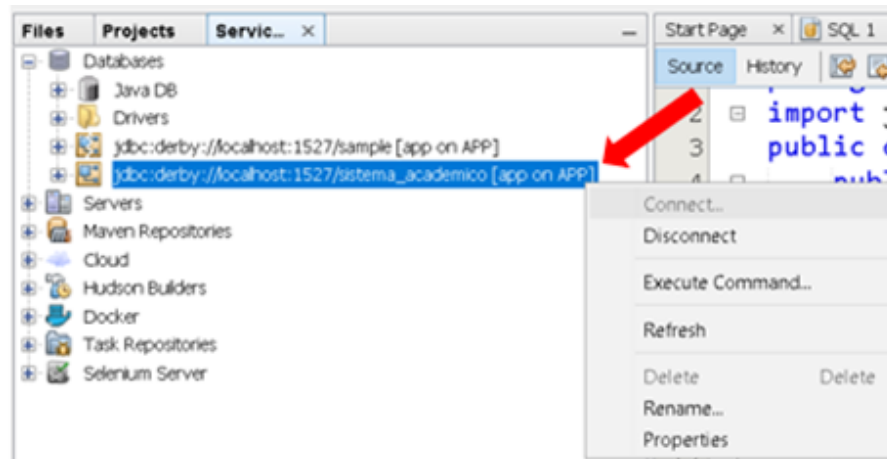 Files Projects Servic...
Start Page SQL 1
Databases
Source History
Java DB
Drivers
2 import
jdbc:derby://localhost:1527/sample [app on APP]
3 public
jdbc:derby://localhost:1527/sistema_academico [app on APP]
4
Servers
Connect...
Maven Repositories
Disconnect
Cloud
Hudson Builders
Execute Command...
Docker
Refresh
Task Repositories
Selenium Server
Delete Delete
Rename...
Properties